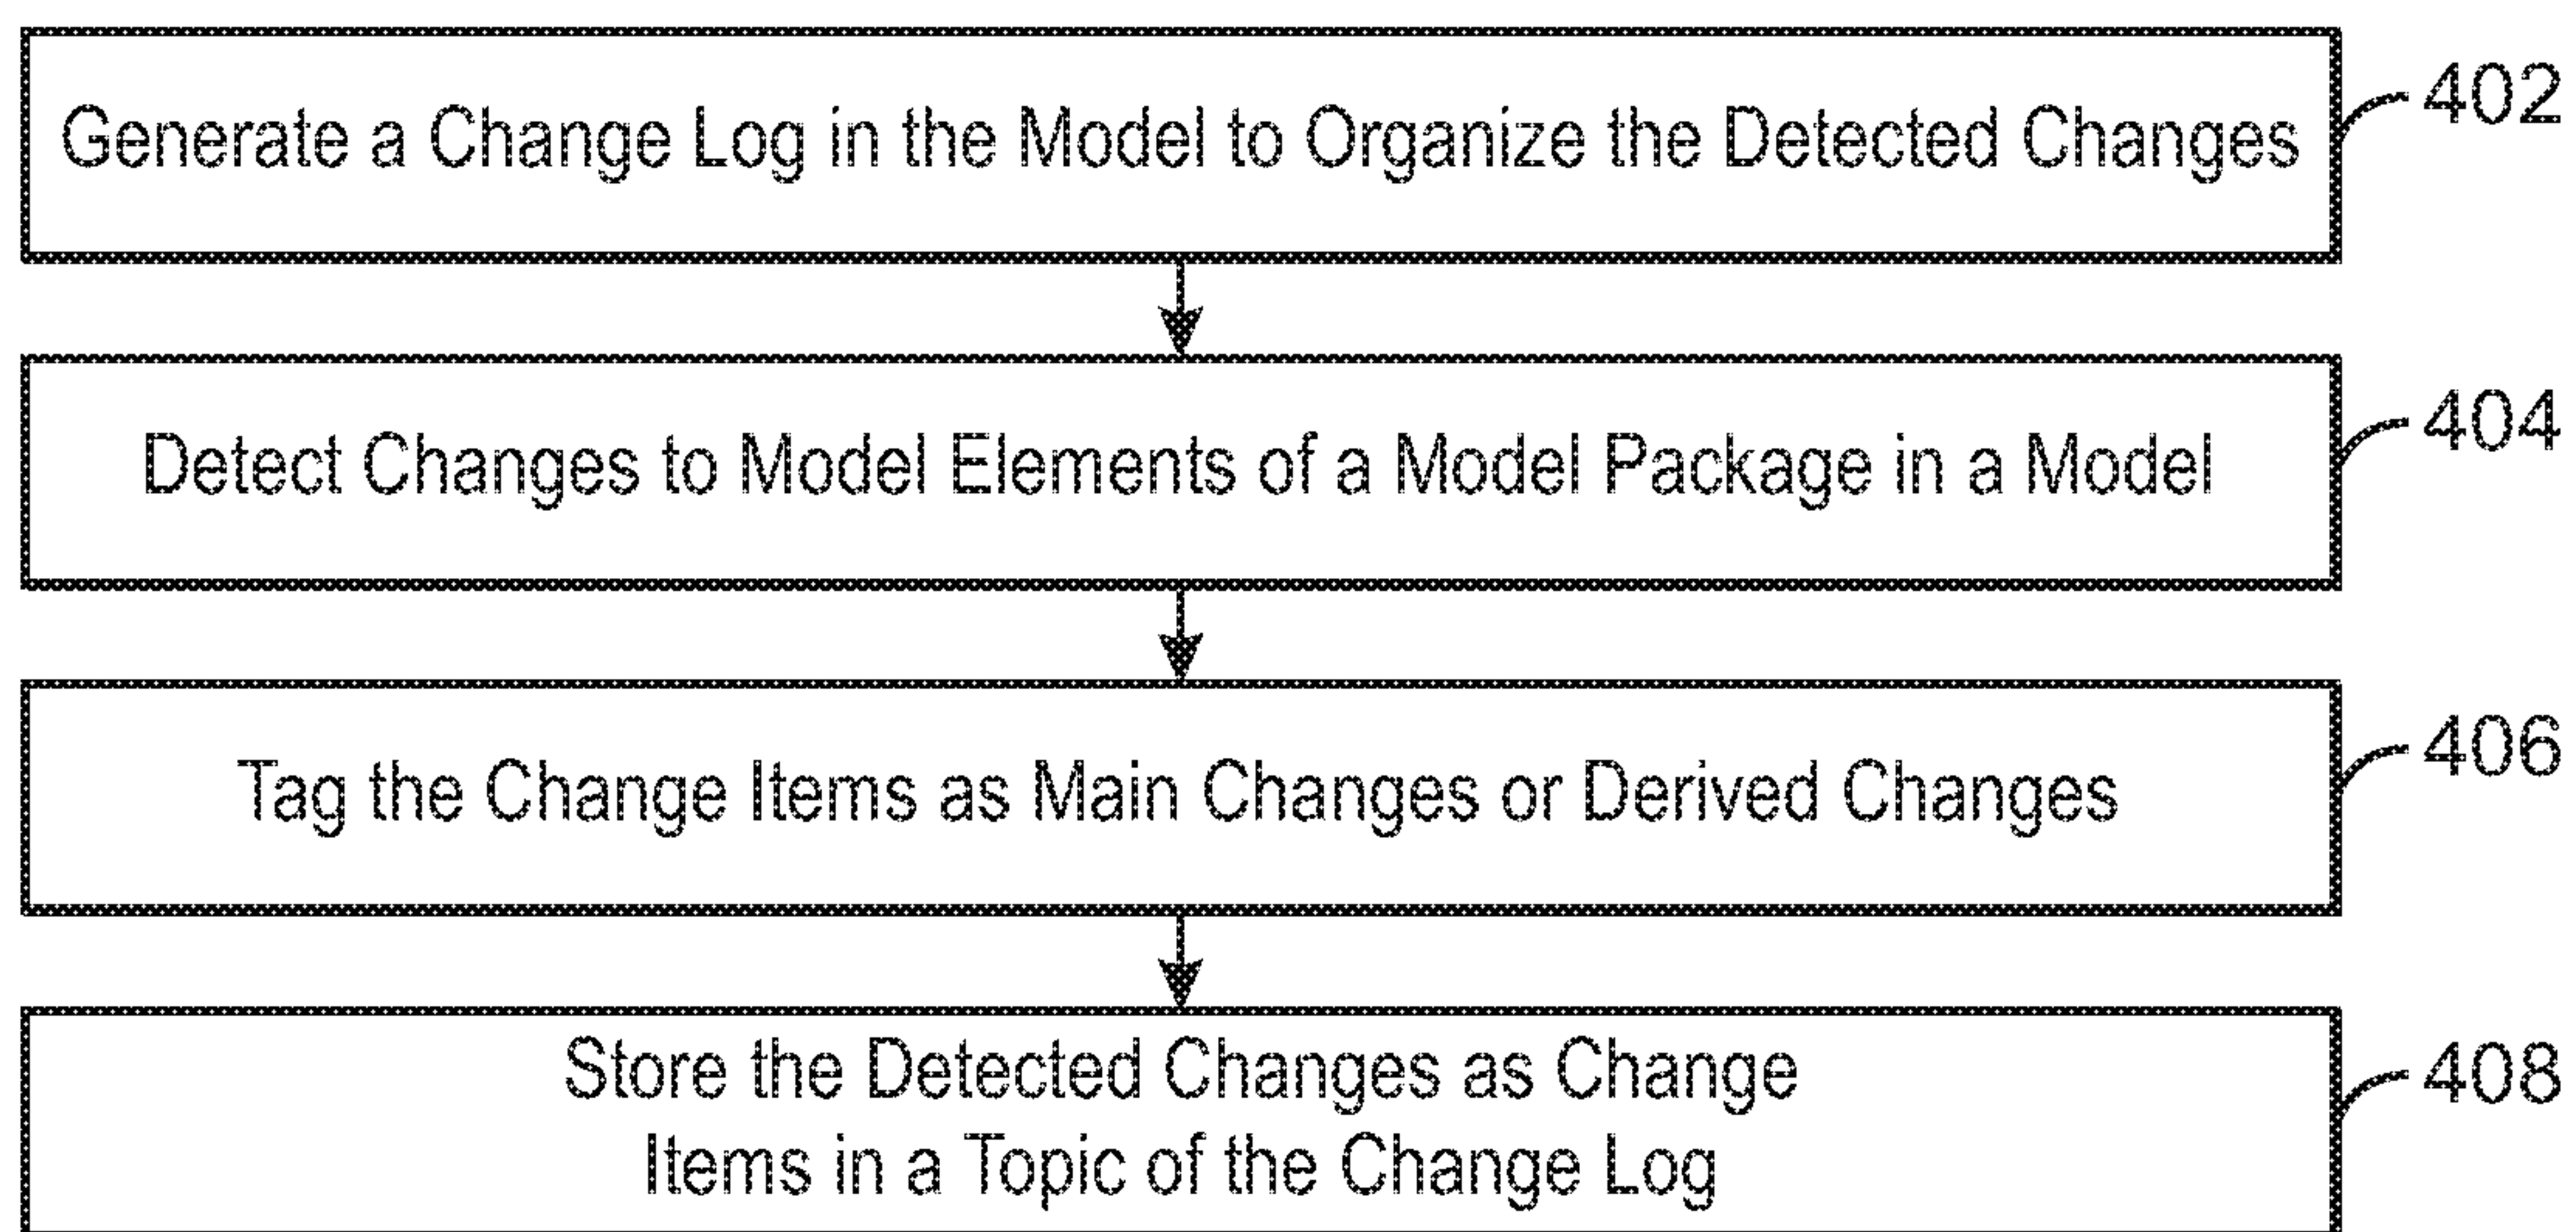 Generate a Change Log in the Model to Organize the Detected Changes
402
Detect Changes to Model Elements of a Model Package in a Model
404
Tag the Change Items as Main Changes or Derived Changes
406
Store the Detected Changes as Change
Items in a Topic of the Change Log
408